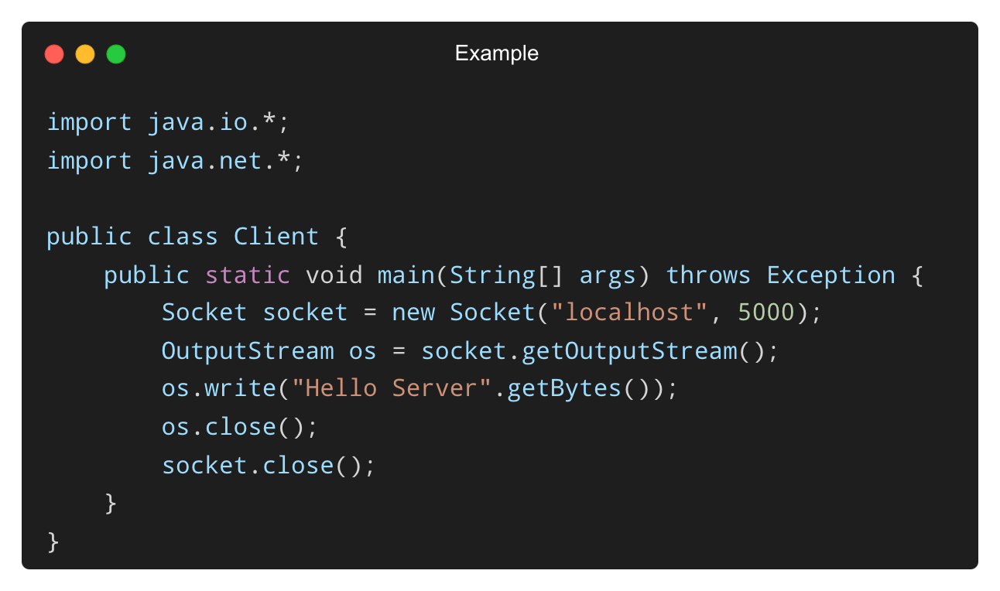 Example
import java.io.*;
import java.net.*;
public class Client {
    public static void main(String[] args) throws Exception {
        Socket socket = new Socket("localhost", 5000);
        OutputStream os = socket.getOutputStream();
        os.write("Hello Server".getBytes());
        os.close();
        socket.close();
    }
}